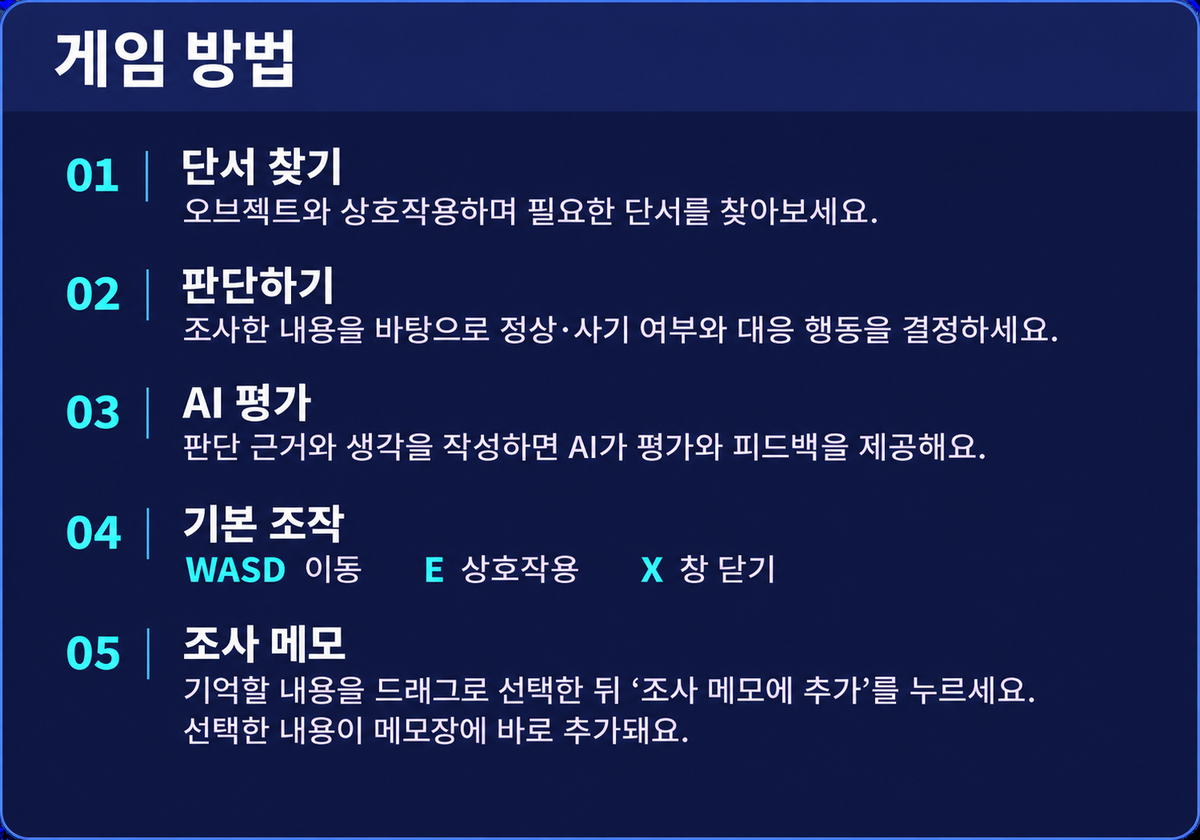 게임 방법
01 단서 찾기
오브젝트와 상호작용하며 필요한 단서를 찾아보세요.
02 판단하기
조사한 내용을 바탕으로 정상·사기 여부와 대응 행동을 결정하세요.
03 AI 평가
판단 근거와 생각을 작성하면 AI가 평가와 피드백을 제공해요.
04 기본 조작
WASD 이동 E 상호작용 X 창 닫기
05 조사 메모
기억할 내용을 드래그로 선택한 뒤 ‘조사 메모에 추가’를 누르세요.
선택한 내용이 메모장에 바로 추가돼요.